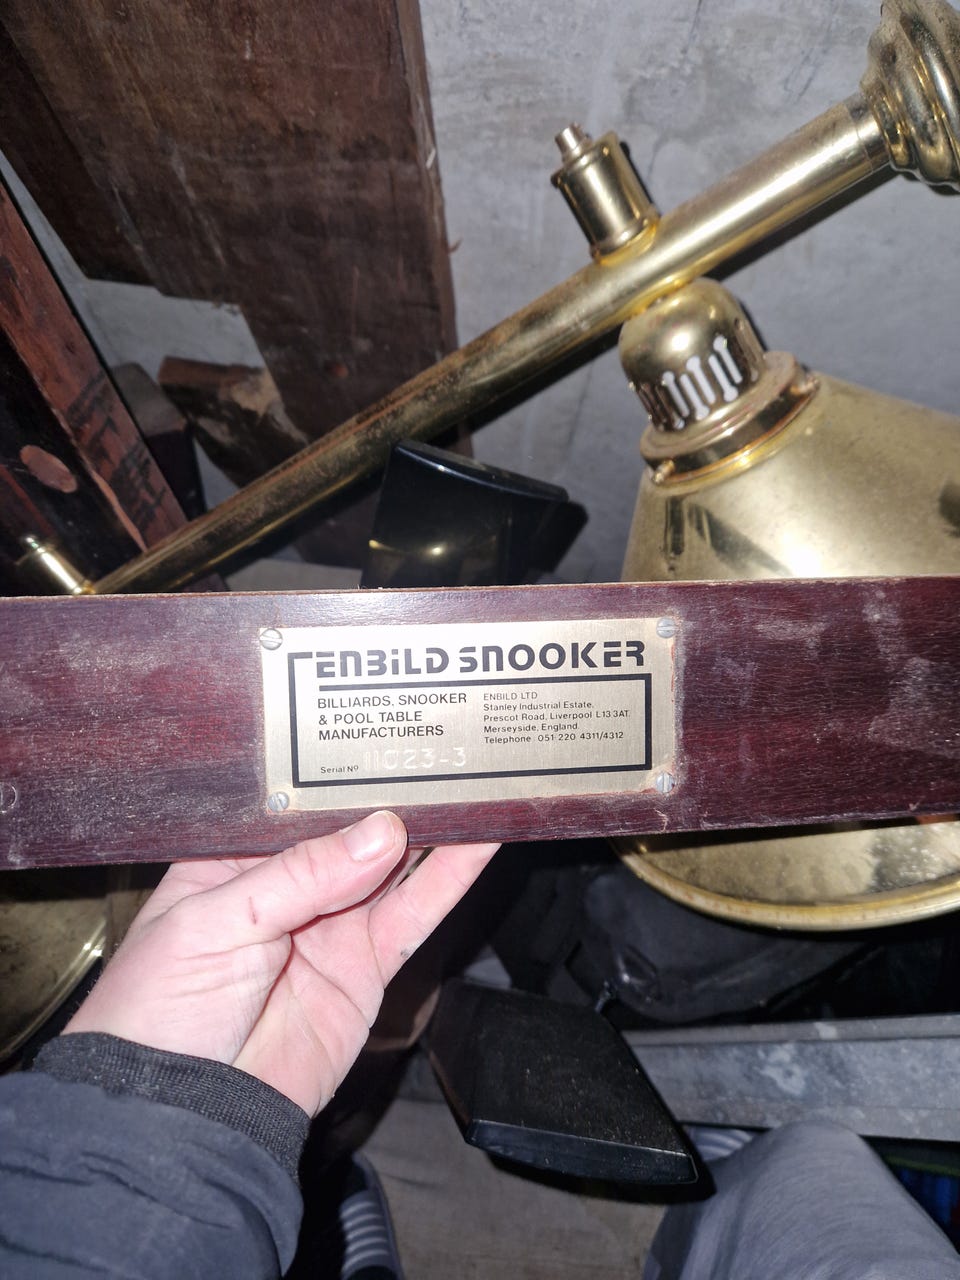 ENBiLD SNOOKER
BILLIARDS, SNOOKER
& POOL TABLE
MANUFACTURERS
ENBILD LTD
Stanley Industrial Estate,
Prescot Road, Liverpool L13 3AT.
Merseyside, England.
Telephone 051-220 4311/4312
Serial Nº 11023-3